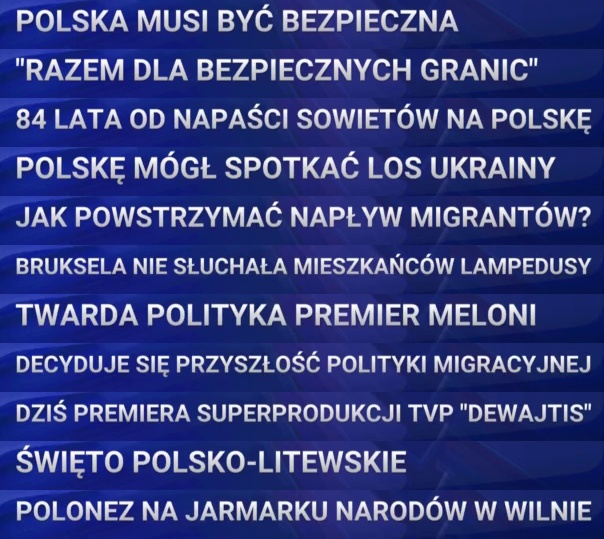 POLSKA MUSI BYĆ BEZPIECZNA
"RAZEM DLA BEZPIECZNYCH GRANIC"
84 LATA OD NAPAŚCI SOWIETÓW NA POLSKĘ
POLSKĘ MÓGŁ SPOTKAĆ LOS UKRAINY
JAK POWSTRZYMAĆ NAPŁYW MIGRANTÓW?
BRUKSELA NIE SŁUCHAŁA MIESZKAŃCÓW LAMPEDUSY
TWARDA POLITYKA PREMIER MELONI
DECYDUJE SIĘ PRZYSZŁOŚĆ POLITYKI MIGRACYJNEJ
DZIŚ PREMIERA SUPERPRODUKCJI TVP "DEWAJTIS"
ŚWIĘTO POLSKO-LITEWSKIE
POLONEZ NA JARMARKU NARODÓW W WILNIE